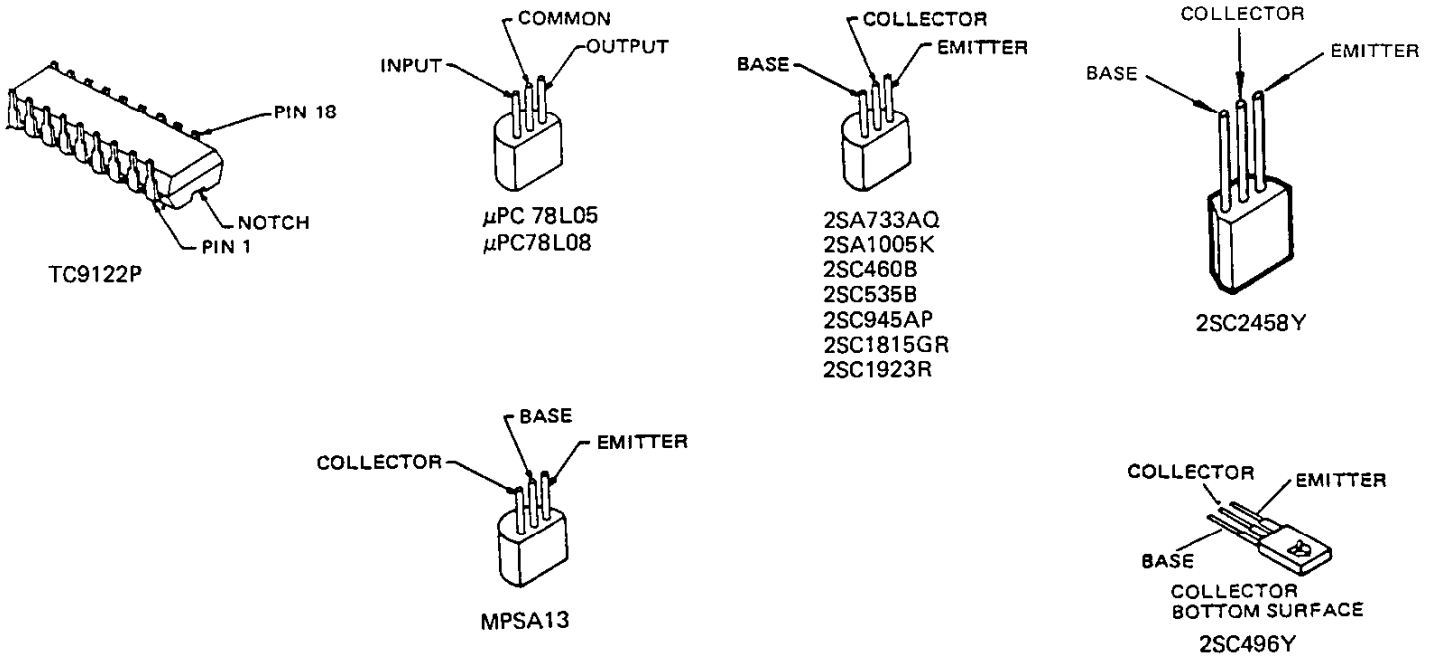 PIN 18
NOTCH
PIN 1
TC9122P
COMMON
OUTPUT
INPUT
μPC 78L05
μPC78L08
COLLECTOR
EMITTER
BASE
2SA733AQ
2SA1005K
2SC460B
2SC535B
2SC945AP
2SC1815GR
2SC1923R
COLLECTOR
EMITTER
BASE
2SC2458Y
BASE
EMITTER
COLLECTOR
MPSA13
COLLECTOR
EMITTER
BASE
COLLECTOR
BOTTOM SURFACE
2SC496Y